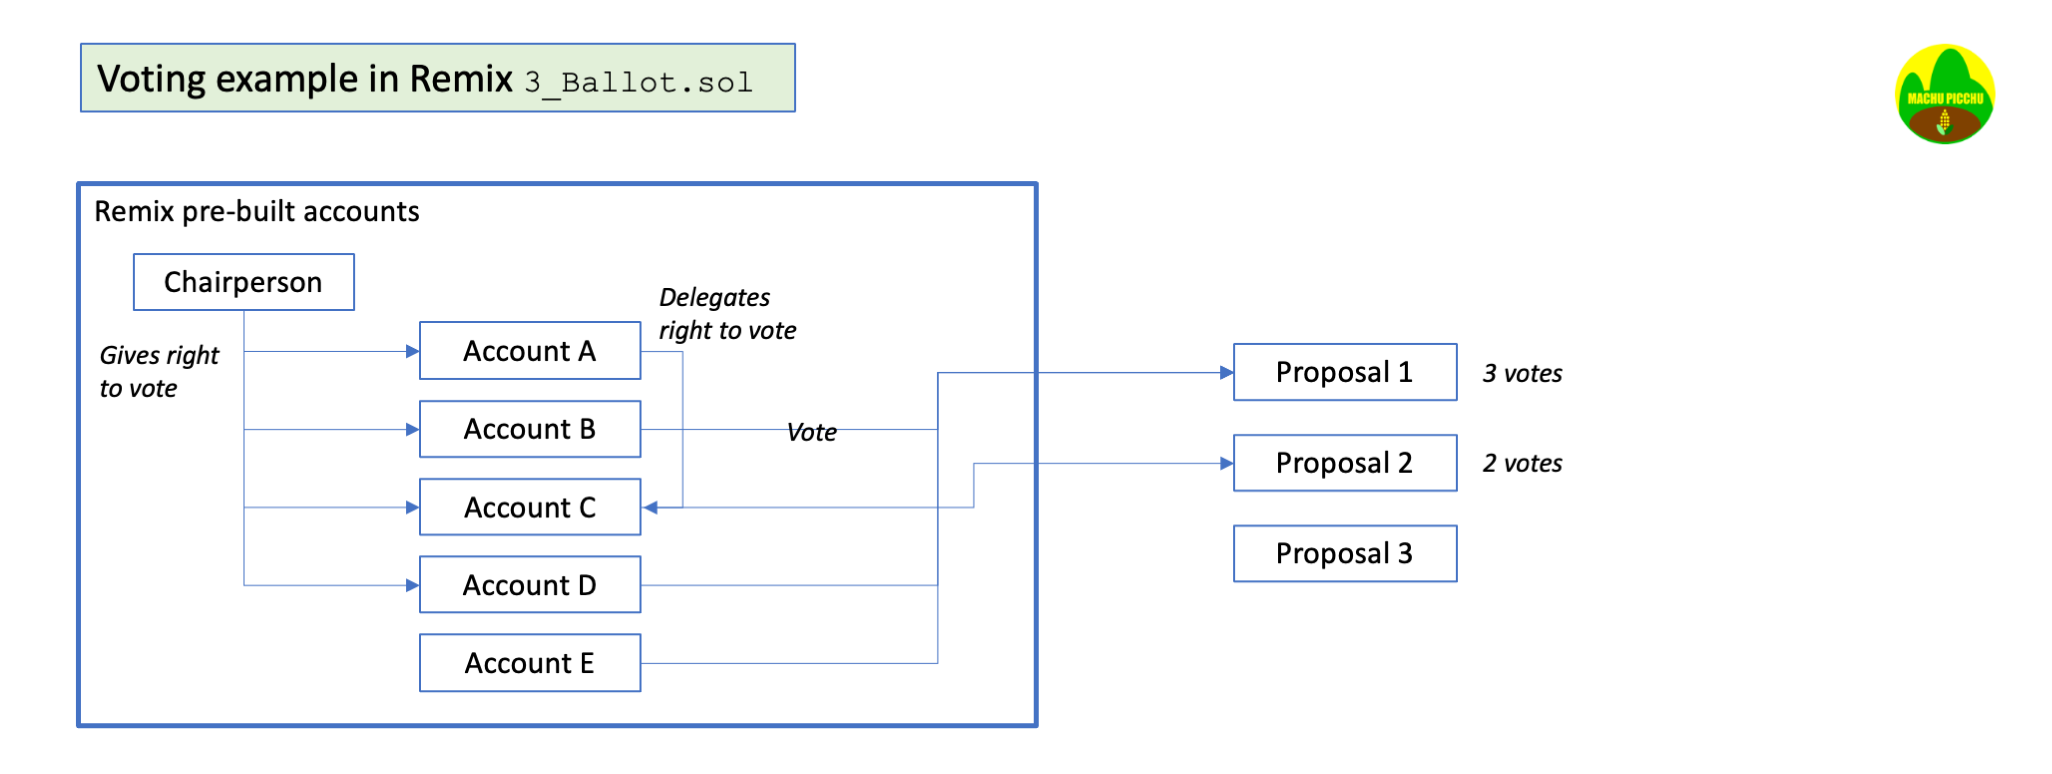 Voting example in Remix 3_Ballot.sol
MACHU PICCHU
Remix pre-built accounts
Chairperson
Gives right
to vote
Delegates
right to vote
Account A
Account B
Vote
Account C
Account D
Account E
Proposal 1
3 votes
Proposal 2
2 votes
Proposal 3